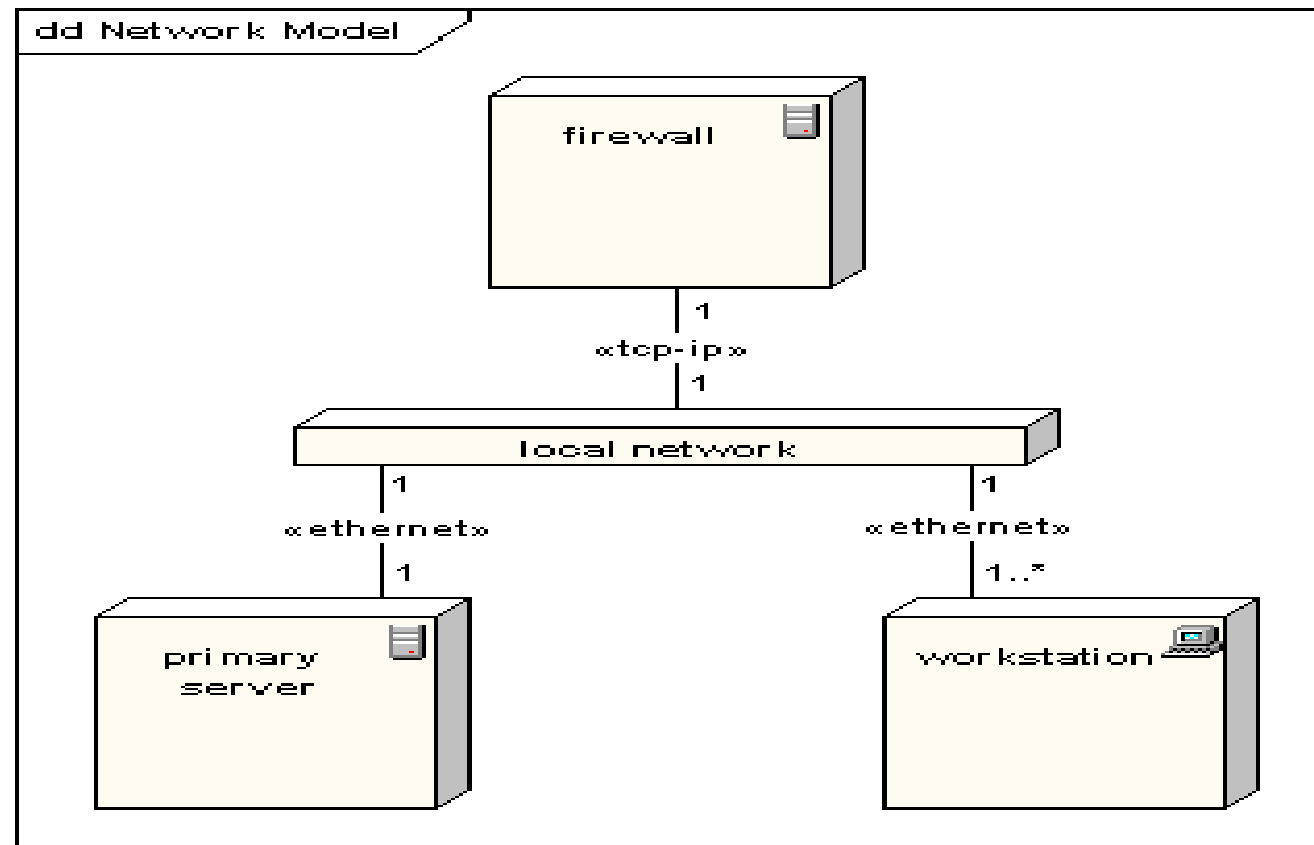 dd Network Model
firewall
1
«tcp-ip»
1
local network
1
1
«ethernet»
«ethernet»
1
1..*
primary
server
workstation